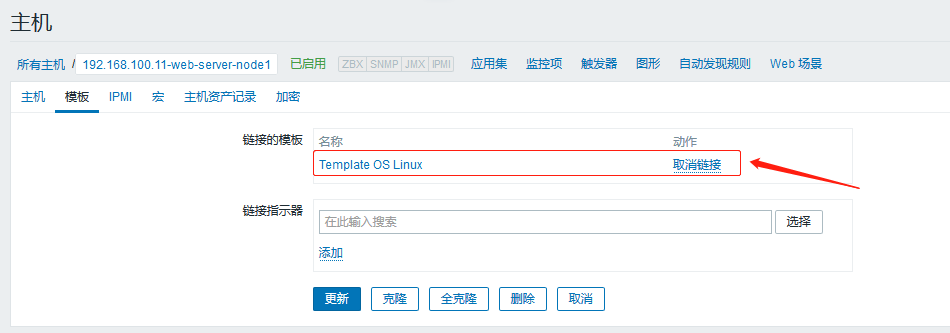 主机
所有主机 / 192.168.100.11-web-server-node1 已启用 ZBX SNMP JMX IPMI 应用集 监控项 触发器 图形 自动发现规则 Web 场景
主机 模板 IPMI 宏 主机资产记录 加密
链接的模板 名称 动作
Template OS Linux 取消链接
链接指示器
在此输入搜索 选择
添加
更新 克隆 全克隆 删除 取消